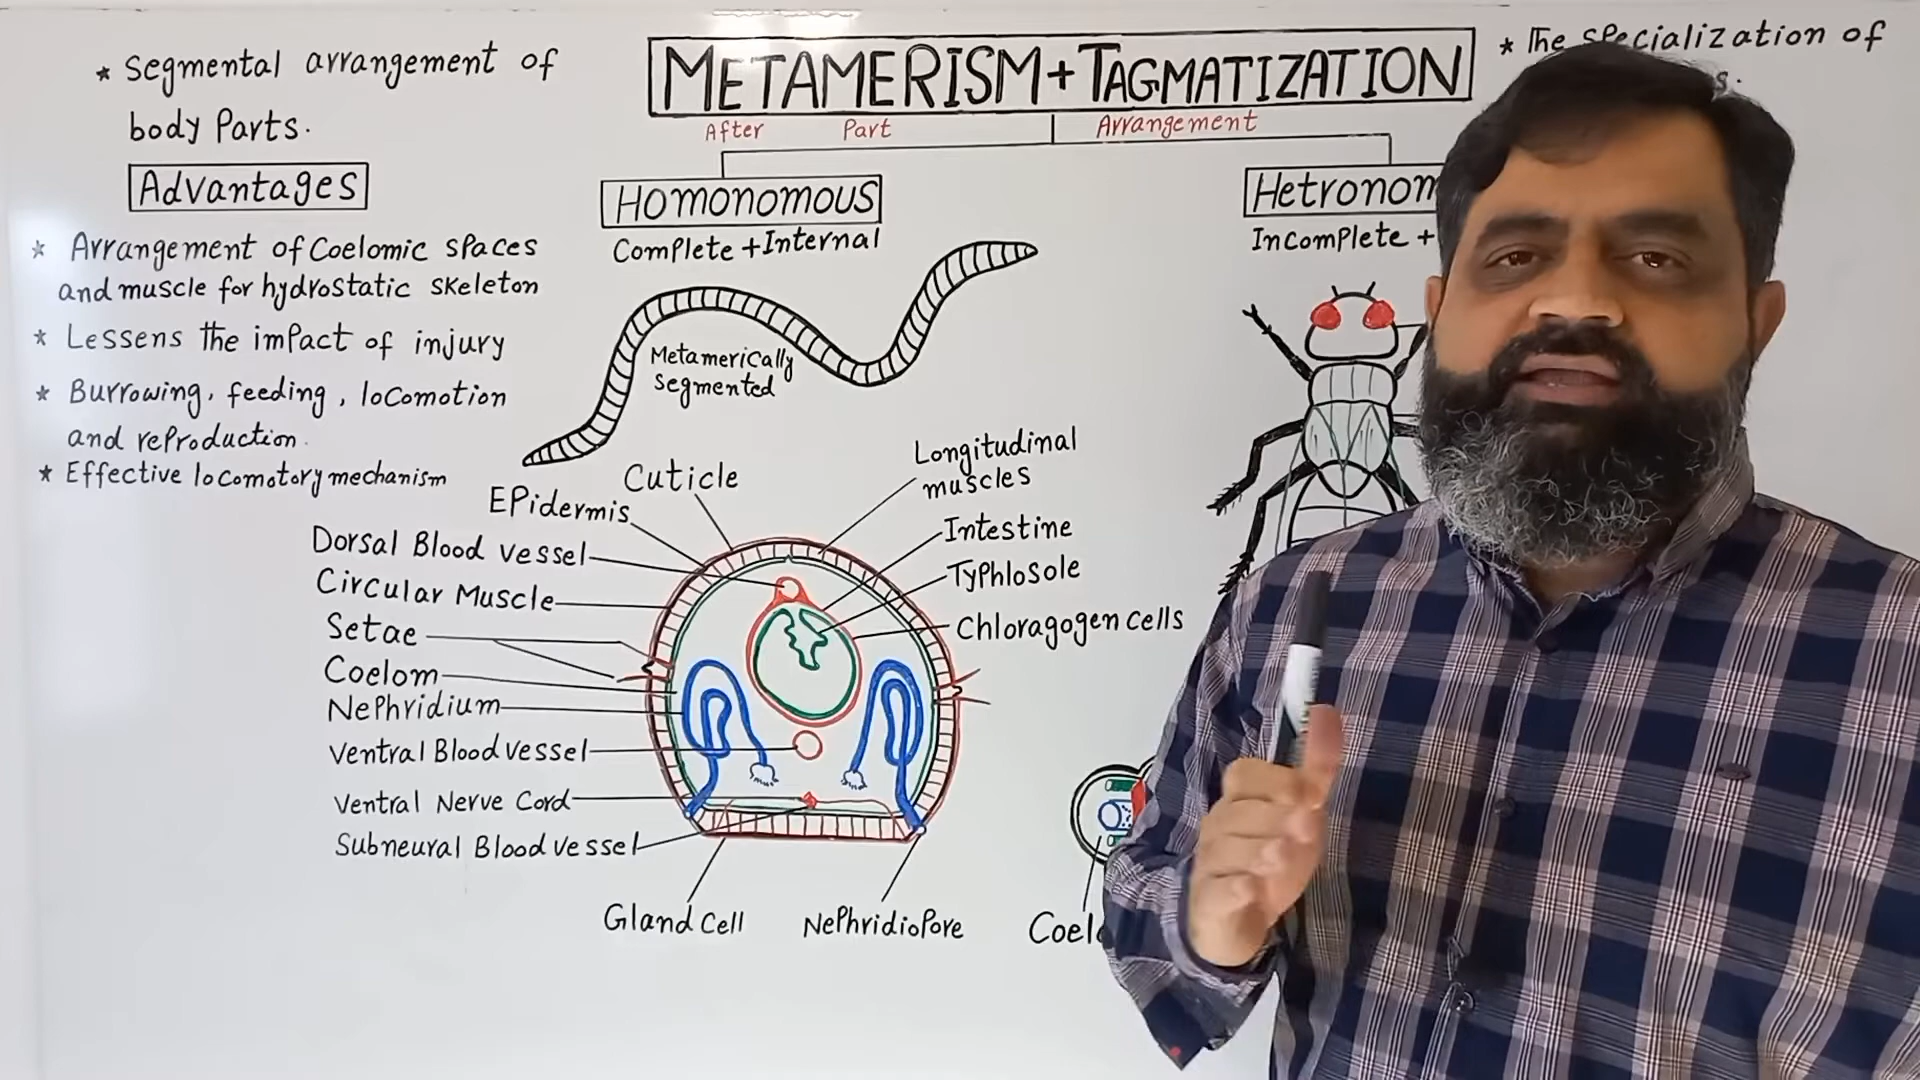 * Segmental arrangement of
body Parts.
METAMERISM + TAGMATIZATION
After Part Arrangement
* The specialization of
Advantages
* Arrangement of Coelomic spaces
and muscle for hydrostatic skeleton
* Lessens the impact of injury
* Burrowing, feeding, locomotion
and reproduction.
* Effective locomotory mechanism
Homonomous
Complete + Internal
Metamerically
segmented
Hetronom
Incomplete +
Cuticle
Epidermis
Dorsal Blood vessel
Circular Muscle
Setae
Coelom
Nephridium
Ventral Blood vessel
Ventral Nerve Cord
Subneural Blood vessel
Longitudinal
muscles
Intestine
Typhlosole
Chloragogen cells
Gland Cell
Nephridiopore
Coel